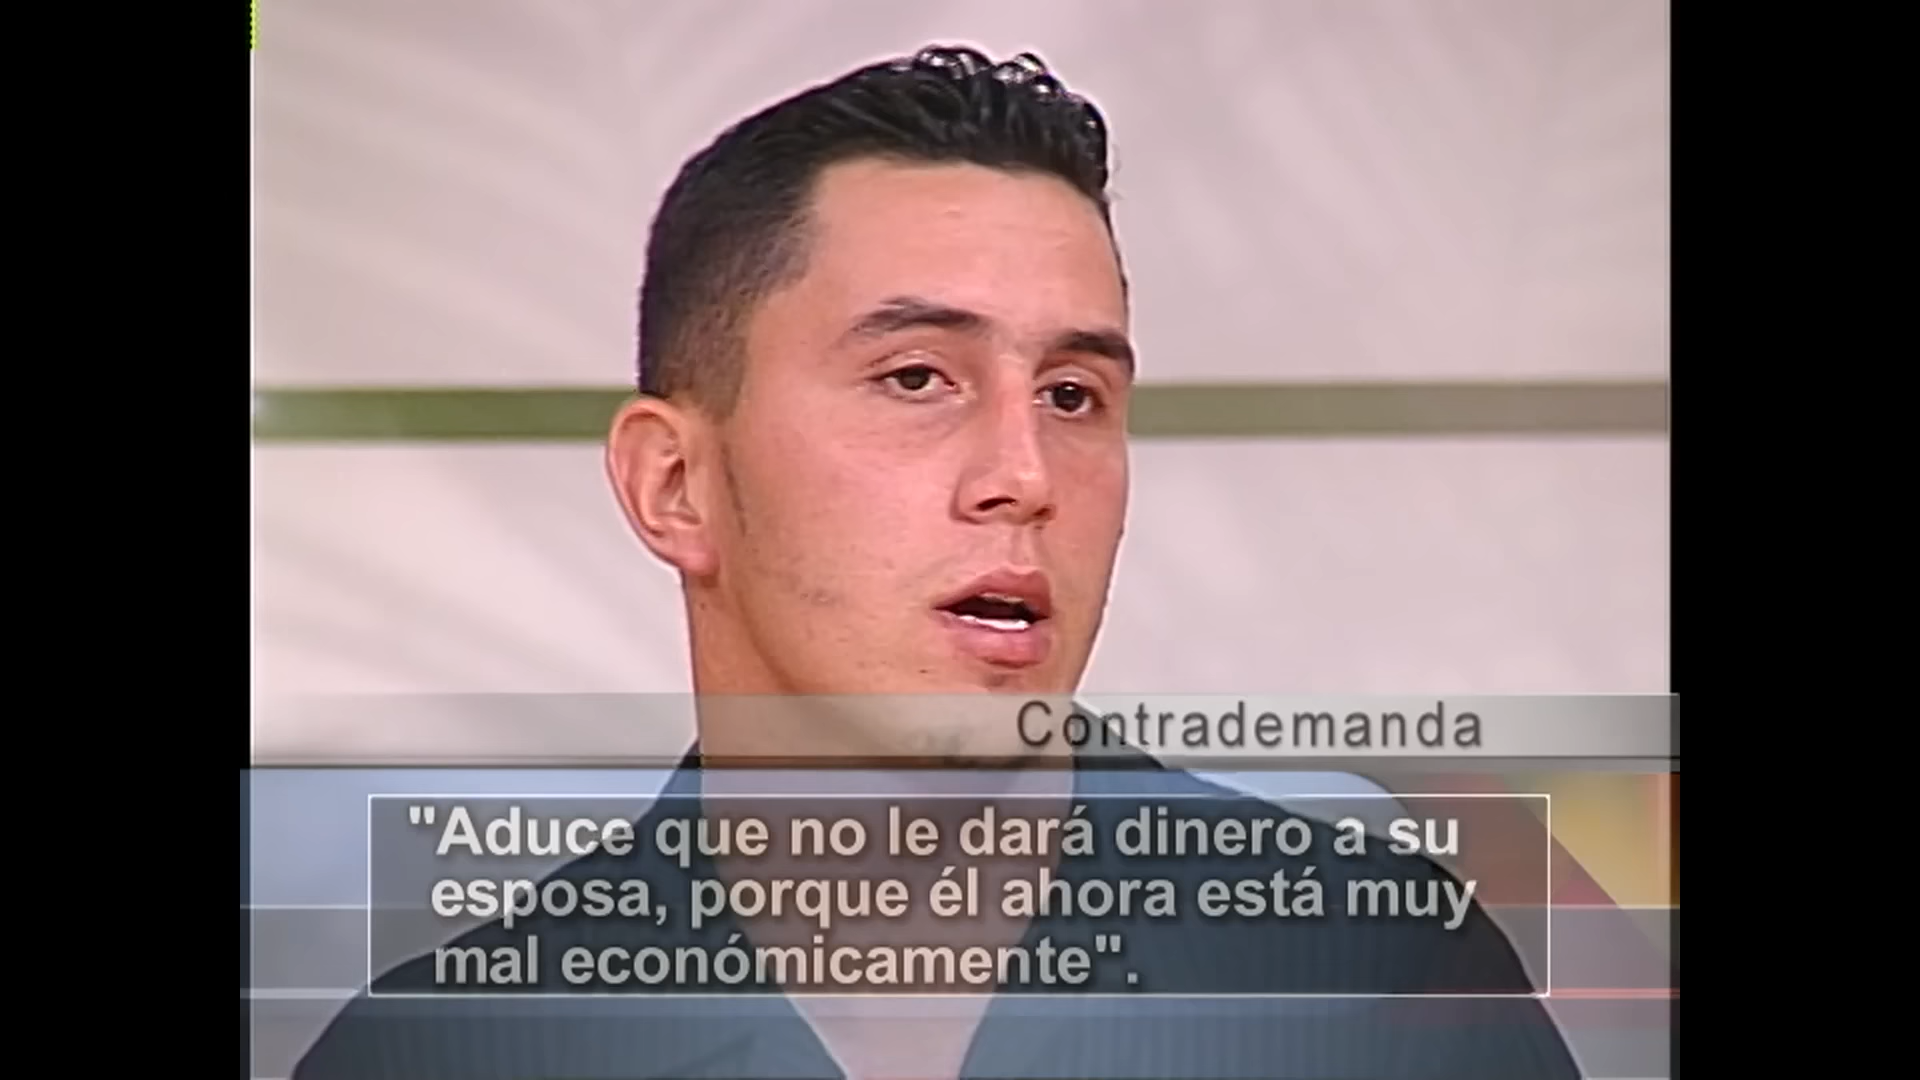 Contrademanda
"Aduce que no le dará dinero a su
esposa, porque él ahora está muy
mal económicamente".